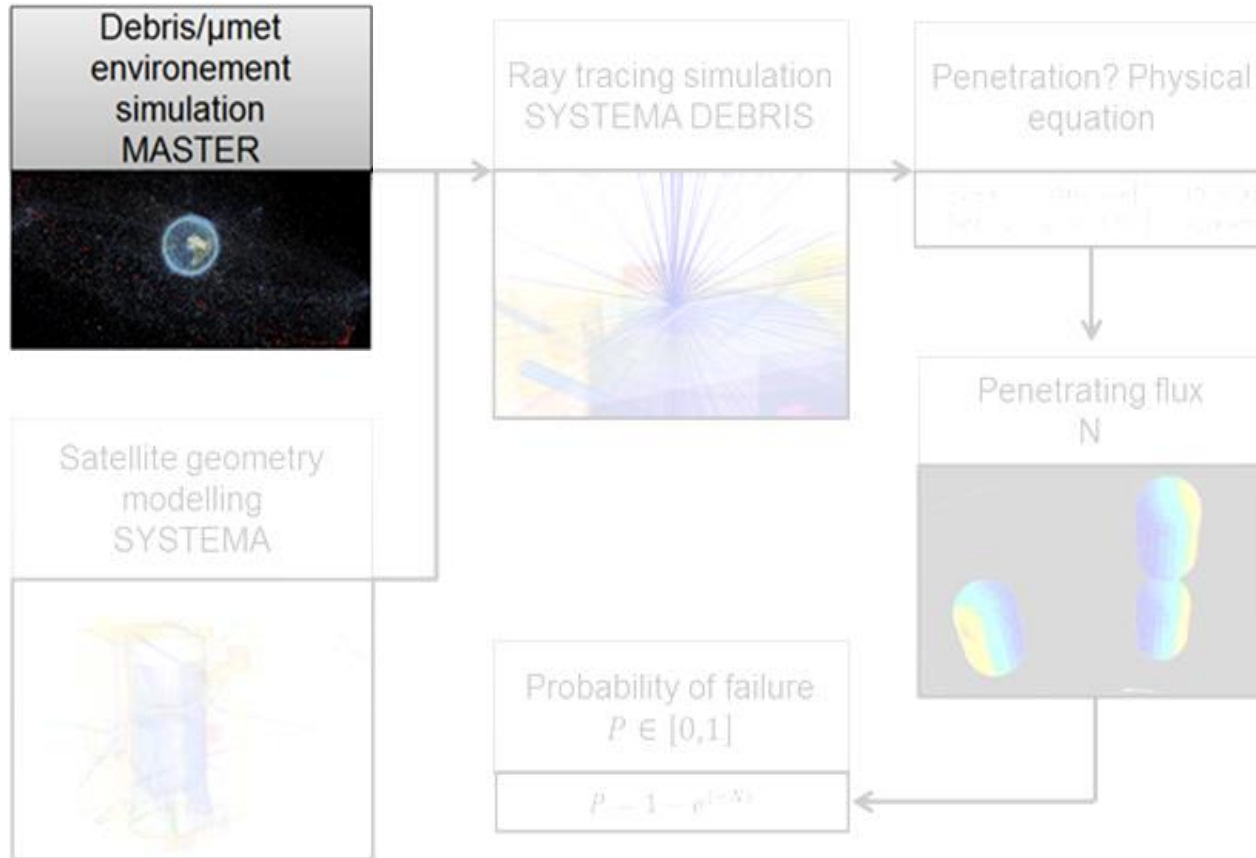 Debris/µmet
environement
simulation
MASTER
Ray tracing simulation
SYSTEMA DEBRIS
Penetration? Physical
equation
Satellite geometry
modelling
SYSTEMA
Penetrating flux
N
Probability of failure
P ∈ [0,1]
P = 1 − e^(−N)